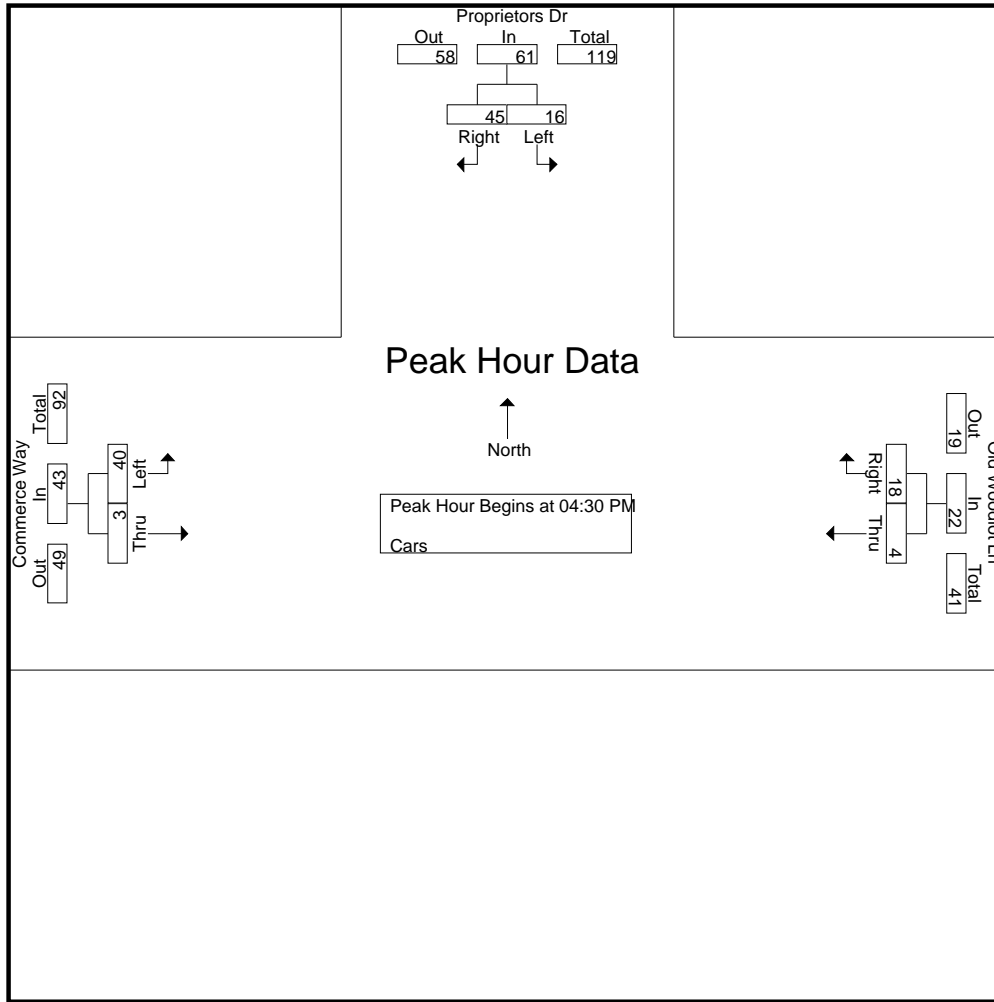 Proprietors Dr
Out In Total
58 61 119
45 16
Right Left
Peak Hour Data
North
Peak Hour Begins at 04:30 PM
Cars
Commerce Way
Total In Out
92 43 49
40 3
Left Thru
Out In Total
19 22 41
Right Thru
18 4